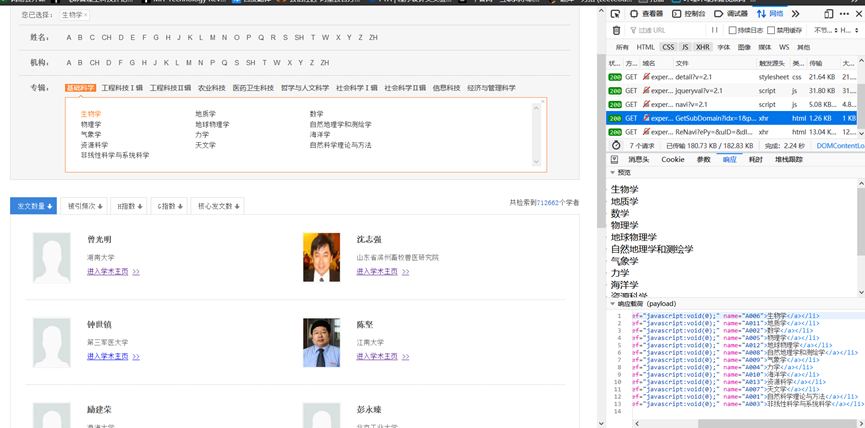 您已选择： 生物学 ×
姓名： A B C CH D E F G H J K L M N O P Q R S SH T W X Y Z ZH
机构： A B CH D F G H J K L M N P Q S SH T W X Y Z ZH
专辑： 基础科学 工程科技Ⅰ辑 工程科技Ⅱ辑 农业科技 医药卫生科技 哲学与人文科学 社会科学Ⅰ辑 社会科学Ⅱ辑 信息科技 经济与管理科学
生物学 地质学 数学
物理学 地球物理学 自然地理学和测绘学
气象学 力学 海洋学
资源科学 天文学 自然科学理论与方法
非线性科学与系统科学
发文数量 被引频次 H指数 G指数 核心发文数
共检索到712662个学者
曾光明
湖南大学
进入学术主页 >>
沈志强
山东省滨州畜牧兽医研究院
进入学术主页 >>
钟世镇
第三军医大学
进入学术主页 >>
陈坚
江南大学
进入学术主页 >>
励建荣
渤海大学
彭永臻
北京工业大学
查看器 控制台 调试器 网络
过滤 URL 持续日志 禁用缓存 不节...
所有 HTML CSS JS XHR 字体 图像 媒体 WS 其他
状... 方... 域名 文件 触发源头 类... 传输 大...
200 GET exper... detail?v=2.1 stylesheet css 21.64 KB 21....
200 GET exper... jqueryval?v=2.1 script js 31.80 KB 31....
200 GET exper... navi?v=2.1 script js 5.08 KB 4.8...
200 GET exper... GetSubDomain?Idx=1&p... xhr html 1.26 KB 1 KB
200 GET exper... ReNavi?ePy=&uID=&dI... xhr html 13.04 K... 12....
7 个请求 已传输 180.73 KB / 182.83 KB 完成：2.24 秒 DOMContentLo
消息头 Cookie 参数 响应 耗时 堆栈跟踪
预览
生物学
地质学
数学
物理学
地球物理学
自然地理学和测绘学
气象学
力学
海洋学
资源科学
响应载荷（payload）
1 ef="javascript:void(0);" name="A006">生物学</a></li>
2 ef="javascript:void(0);" name="A011">地质学</a></li>
3 ef="javascript:void(0);" name="A002">数学</a></li>
5 ef="javascript:void(0);" name="A005">物理学</a></li>
6 ef="javascript:void(0);" name="A012">地球物理学</a></li>
7 ef="javascript:void(0);" name="A008">自然地理学和测绘学</a></li>
8 ef="javascript:void(0);" name="A009">气象学</a></li>
9 ef="javascript:void(0);" name="A004">力学</a></li>
10 ef="javascript:void(0);" name="A010">海洋学</a></li>
11 ef="javascript:void(0);" name="A013">资源科学</a></li>
12 ef="javascript:void(0);" name="A007">天文学</a></li>
13 ef="javascript:void(0);" name="A001">自然科学理论与方法</a></li>
14 ef="javascript:void(0);" name="A003">非线性科学与系统科学</a></li>